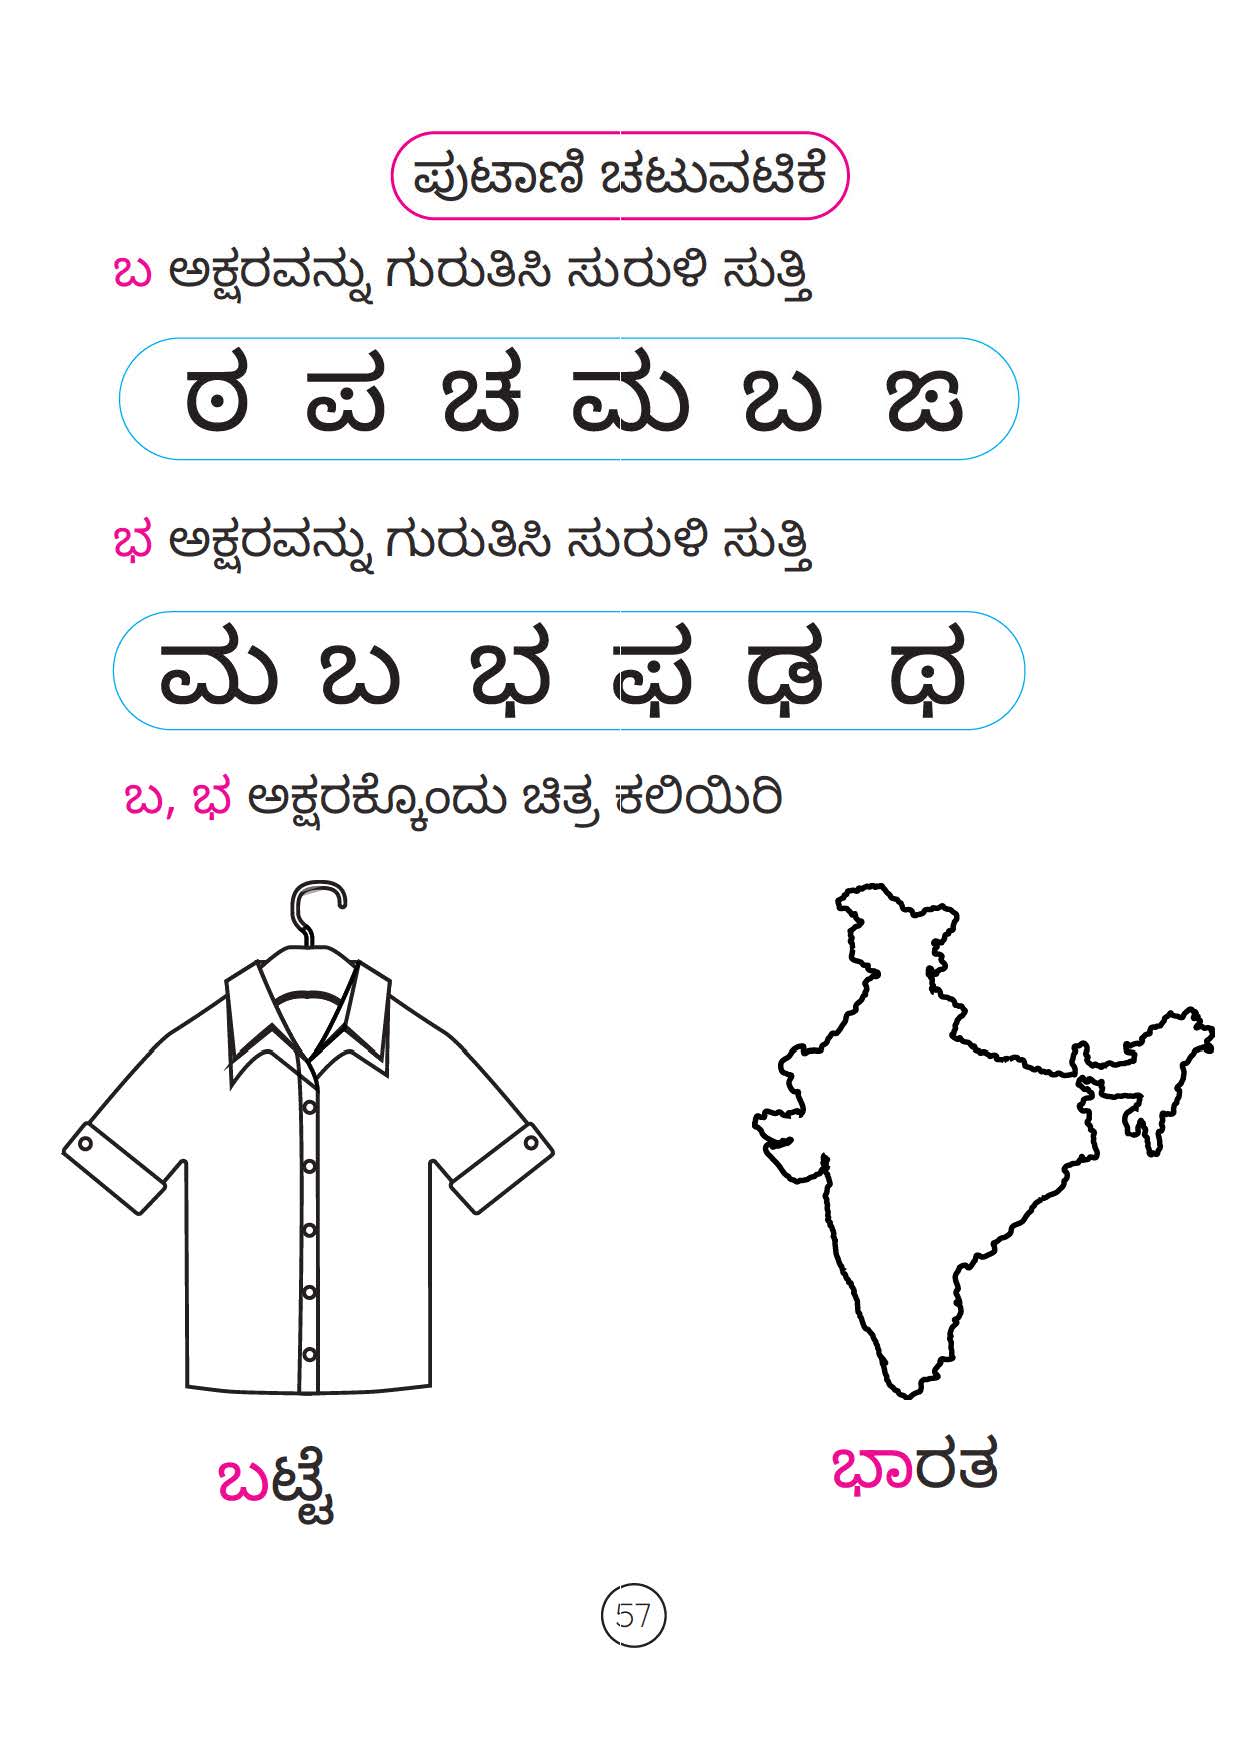 ಪುಟಾಣಿ ಚಟುವಟಿಕೆ
ಬ ಅಕ್ಷರವನ್ನು ಗುರುತಿಸಿ ಸುರುಳಿ ಸುತ್ತಿ
ಠ ಪ ಚ ಮ ಬ ಙ
ಭ ಅಕ್ಷರವನ್ನು ಗುರುತಿಸಿ ಸುರುಳಿ ಸುತ್ತಿ
ಮ ಬ ಭ ಫ ಢ ಥ
ಬ, ಭ ಅಕ್ಷರಕ್ಕೊಂದು ಚಿತ್ರ ಕಲಿಯಿರಿ
ಬಟ್ಟೆ ಭಾರತ
57